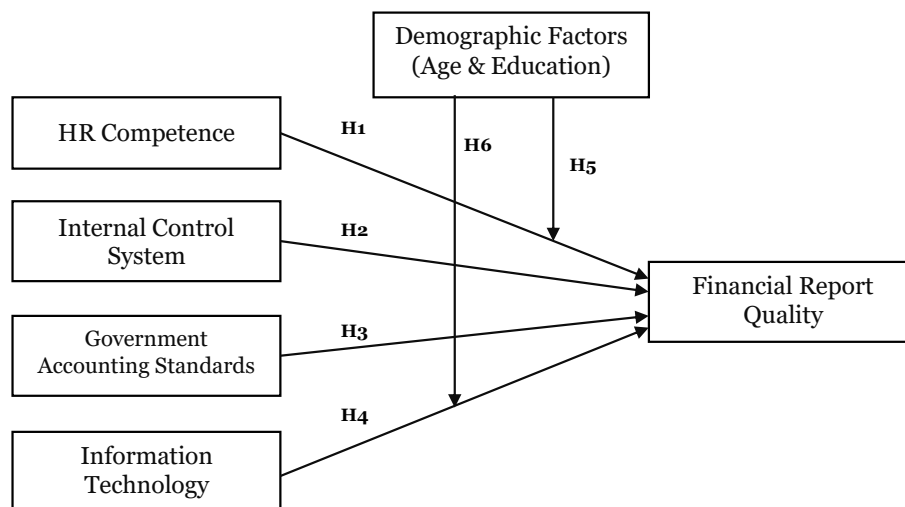 Demographic Factors
(Age & Education)
HR Competence
H1
H6
H5
Internal Control
System
H2
Financial Report
Quality
Government
Accounting Standards
H3
H4
Information
Technology